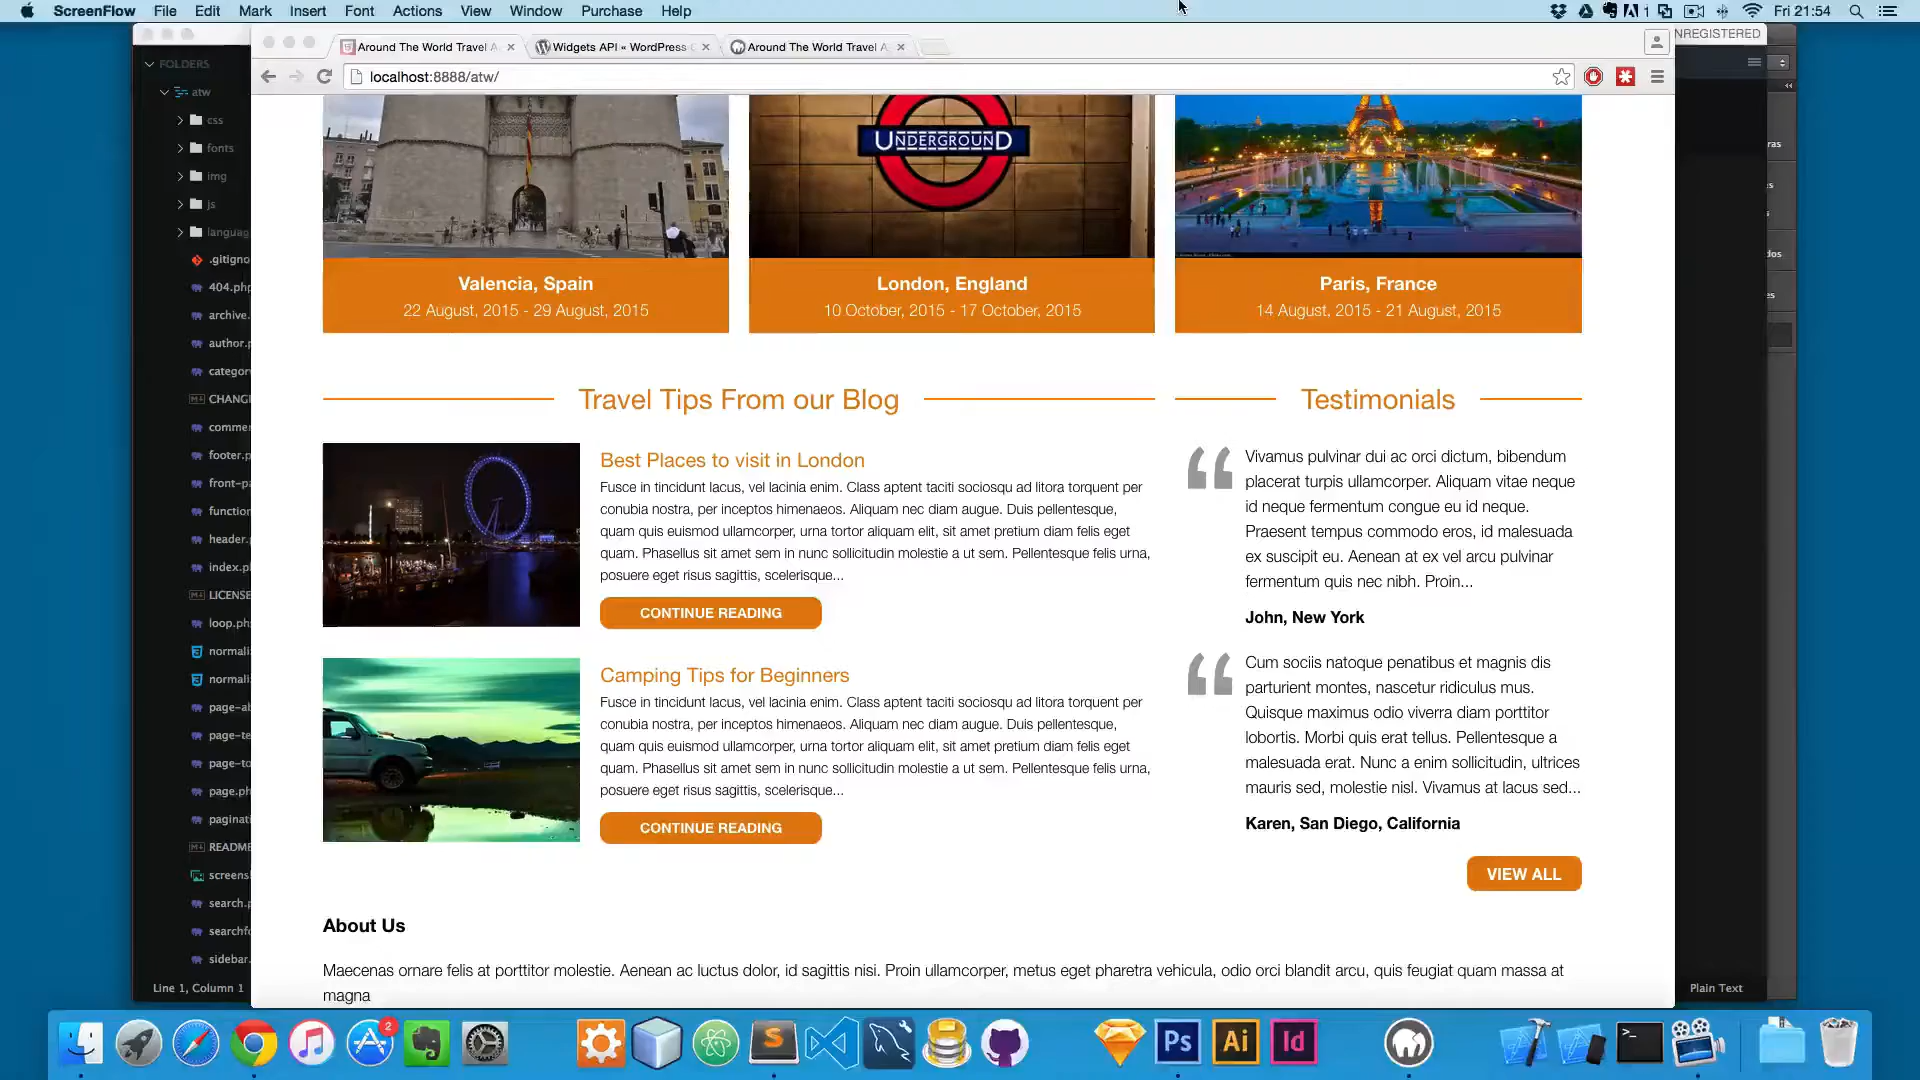 ScreenFlow File Edit Mark Insert Font Actions View Window Purchase Help
1 Fri 21:54
NREGISTERED
Around The World Travel A
Widgets API « WordPress
Around The World Travel A
localhost:8888/atw/
FOLDERS
atw
css
fonts
img
js
languag
.gitigno
404.php
archive.
author.p
categor
CHANG
comme
footer.p
front-pa
function
header.p
index.pl
LICENSE
loop.ph
normali
normali
page-ab
page-te
page-to
page.ph
paginati
README
screens
search.p
searchfo
sidebar.
Line 1, Column 1
UNDERGROUND
Valencia, Spain
22 August, 2015 - 29 August, 2015
London, England
10 October, 2015 - 17 October, 2015
Paris, France
14 August, 2015 - 21 August, 2015
Travel Tips From our Blog
Best Places to visit in London
Fusce in tincidunt lacus, vel lacinia enim. Class aptent taciti sociosqu ad litora torquent per
conubia nostra, per inceptos himenaeos. Aliquam nec diam augue. Duis pellentesque,
quam quis euismod ullamcorper, urna tortor aliquam elit, sit amet pretium diam felis eget
quam. Phasellus sit amet sem in nunc sollicitudin molestie a ut sem. Pellentesque felis urna,
posuere eget risus sagittis, scelerisque...
CONTINUE READING
Camping Tips for Beginners
Fusce in tincidunt lacus, vel lacinia enim. Class aptent taciti sociosqu ad litora torquent per
conubia nostra, per inceptos himenaeos. Aliquam nec diam augue. Duis pellentesque,
quam quis euismod ullamcorper, urna tortor aliquam elit, sit amet pretium diam felis eget
quam. Phasellus sit amet sem in nunc sollicitudin molestie a ut sem. Pellentesque felis urna,
posuere eget risus sagittis, scelerisque...
CONTINUE READING
Testimonials
Vivamus pulvinar dui ac orci dictum, bibendum
placerat turpis ullamcorper. Aliquam vitae neque
id neque fermentum congue eu id neque.
Praesent tempus commodo eros, id malesuada
ex suscipit eu. Aenean at ex vel arcu pulvinar
fermentum quis nec nibh. Proin...
John, New York
Cum sociis natoque penatibus et magnis dis
parturient montes, nascetur ridiculus mus.
Quisque maximus odio viverra diam porttitor
lobortis. Morbi quis erat tellus. Pellentesque a
malesuada erat. Nunc a enim sollicitudin, ultrices
mauris sed, molestie nisl. Vivamus at lacus sed...
Karen, San Diego, California
VIEW ALL
About Us
Maecenas ornare felis at porttitor molestie. Aenean ac luctus dolor, id sagittis nisi. Proin ullamcorper, metus eget pharetra vehicula, odio orci blandit arcu, quis feugiat quam massa at
magna
ras
s
s
dos
es
Plain Text
2
S
Ps
Ai
Id